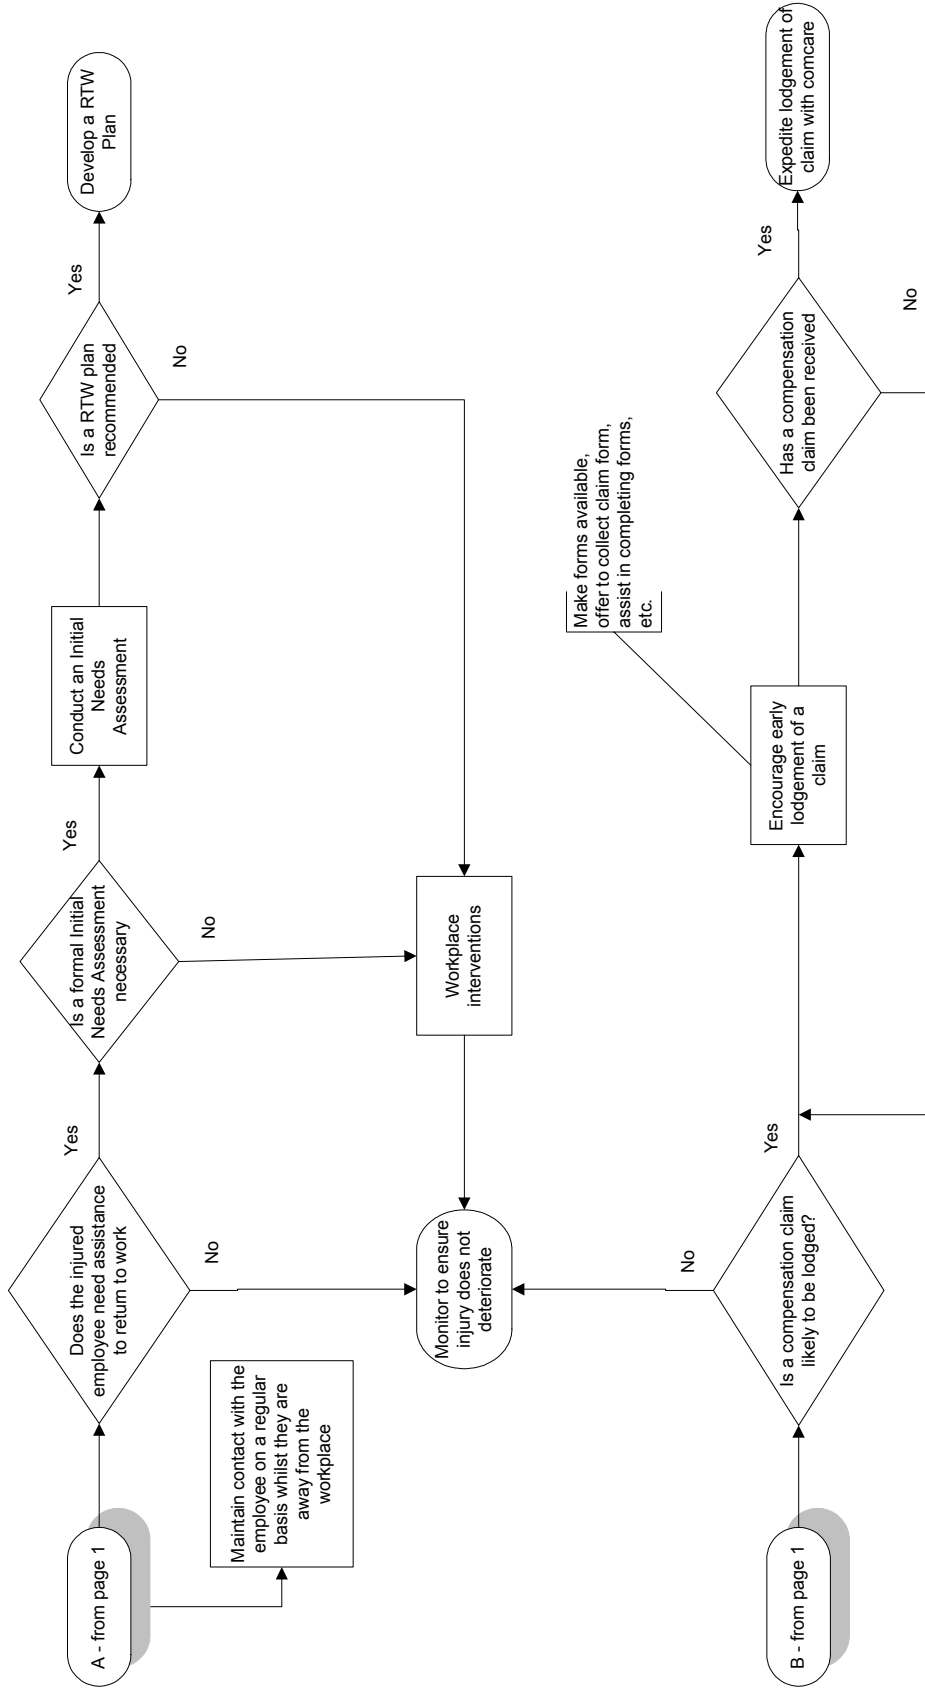 A - from page 1
Maintain contact with the
employee on a regular
basis whilst they are
away from the
workplace
Does the injured
employee need assistance
to return to work
Yes
No
Is a formal Initial
Needs Assessment
necessary
Yes
No
Conduct an Initial
Needs
Assessment
Is a RTW plan
recommended
Yes
No
Develop a RTW
Plan
Workplace
interventions
Monitor to ensure
injury does not
deteriorate
B - from page 1
Is a compensation claim
likely to be lodged?
No
Yes
Encourage early
lodgement of a
claim
Make forms available,
offer to collect claim form,
assist in completing forms,
etc.
Has a compensation
claim been received
Yes
No
Expedite lodgement of
claim with comcare